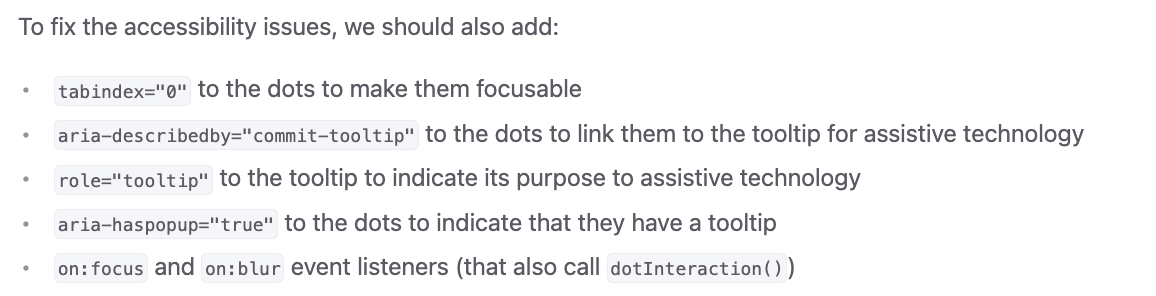 To fix the accessibility issues, we should also add:
• tabindex="0" to the dots to make them focusable
• aria-describedby="commit-tooltip" to the dots to link them to the tooltip for assistive technology
• role="tooltip" to the tooltip to indicate its purpose to assistive technology
• aria-haspopup="true" to the dots to indicate that they have a tooltip
• on:focus and on:blur event listeners (that also call dotInteraction())